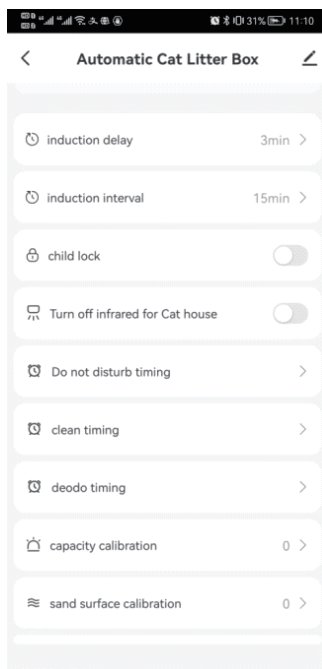 31% 11:10
Automatic Cat Litter Box
induction delay 3min
induction interval 15min
child lock
Turn off infrared for Cat house
Do not disturb timing
clean timing
deodo timing
capacity calibration 0
sand surface calibration 0